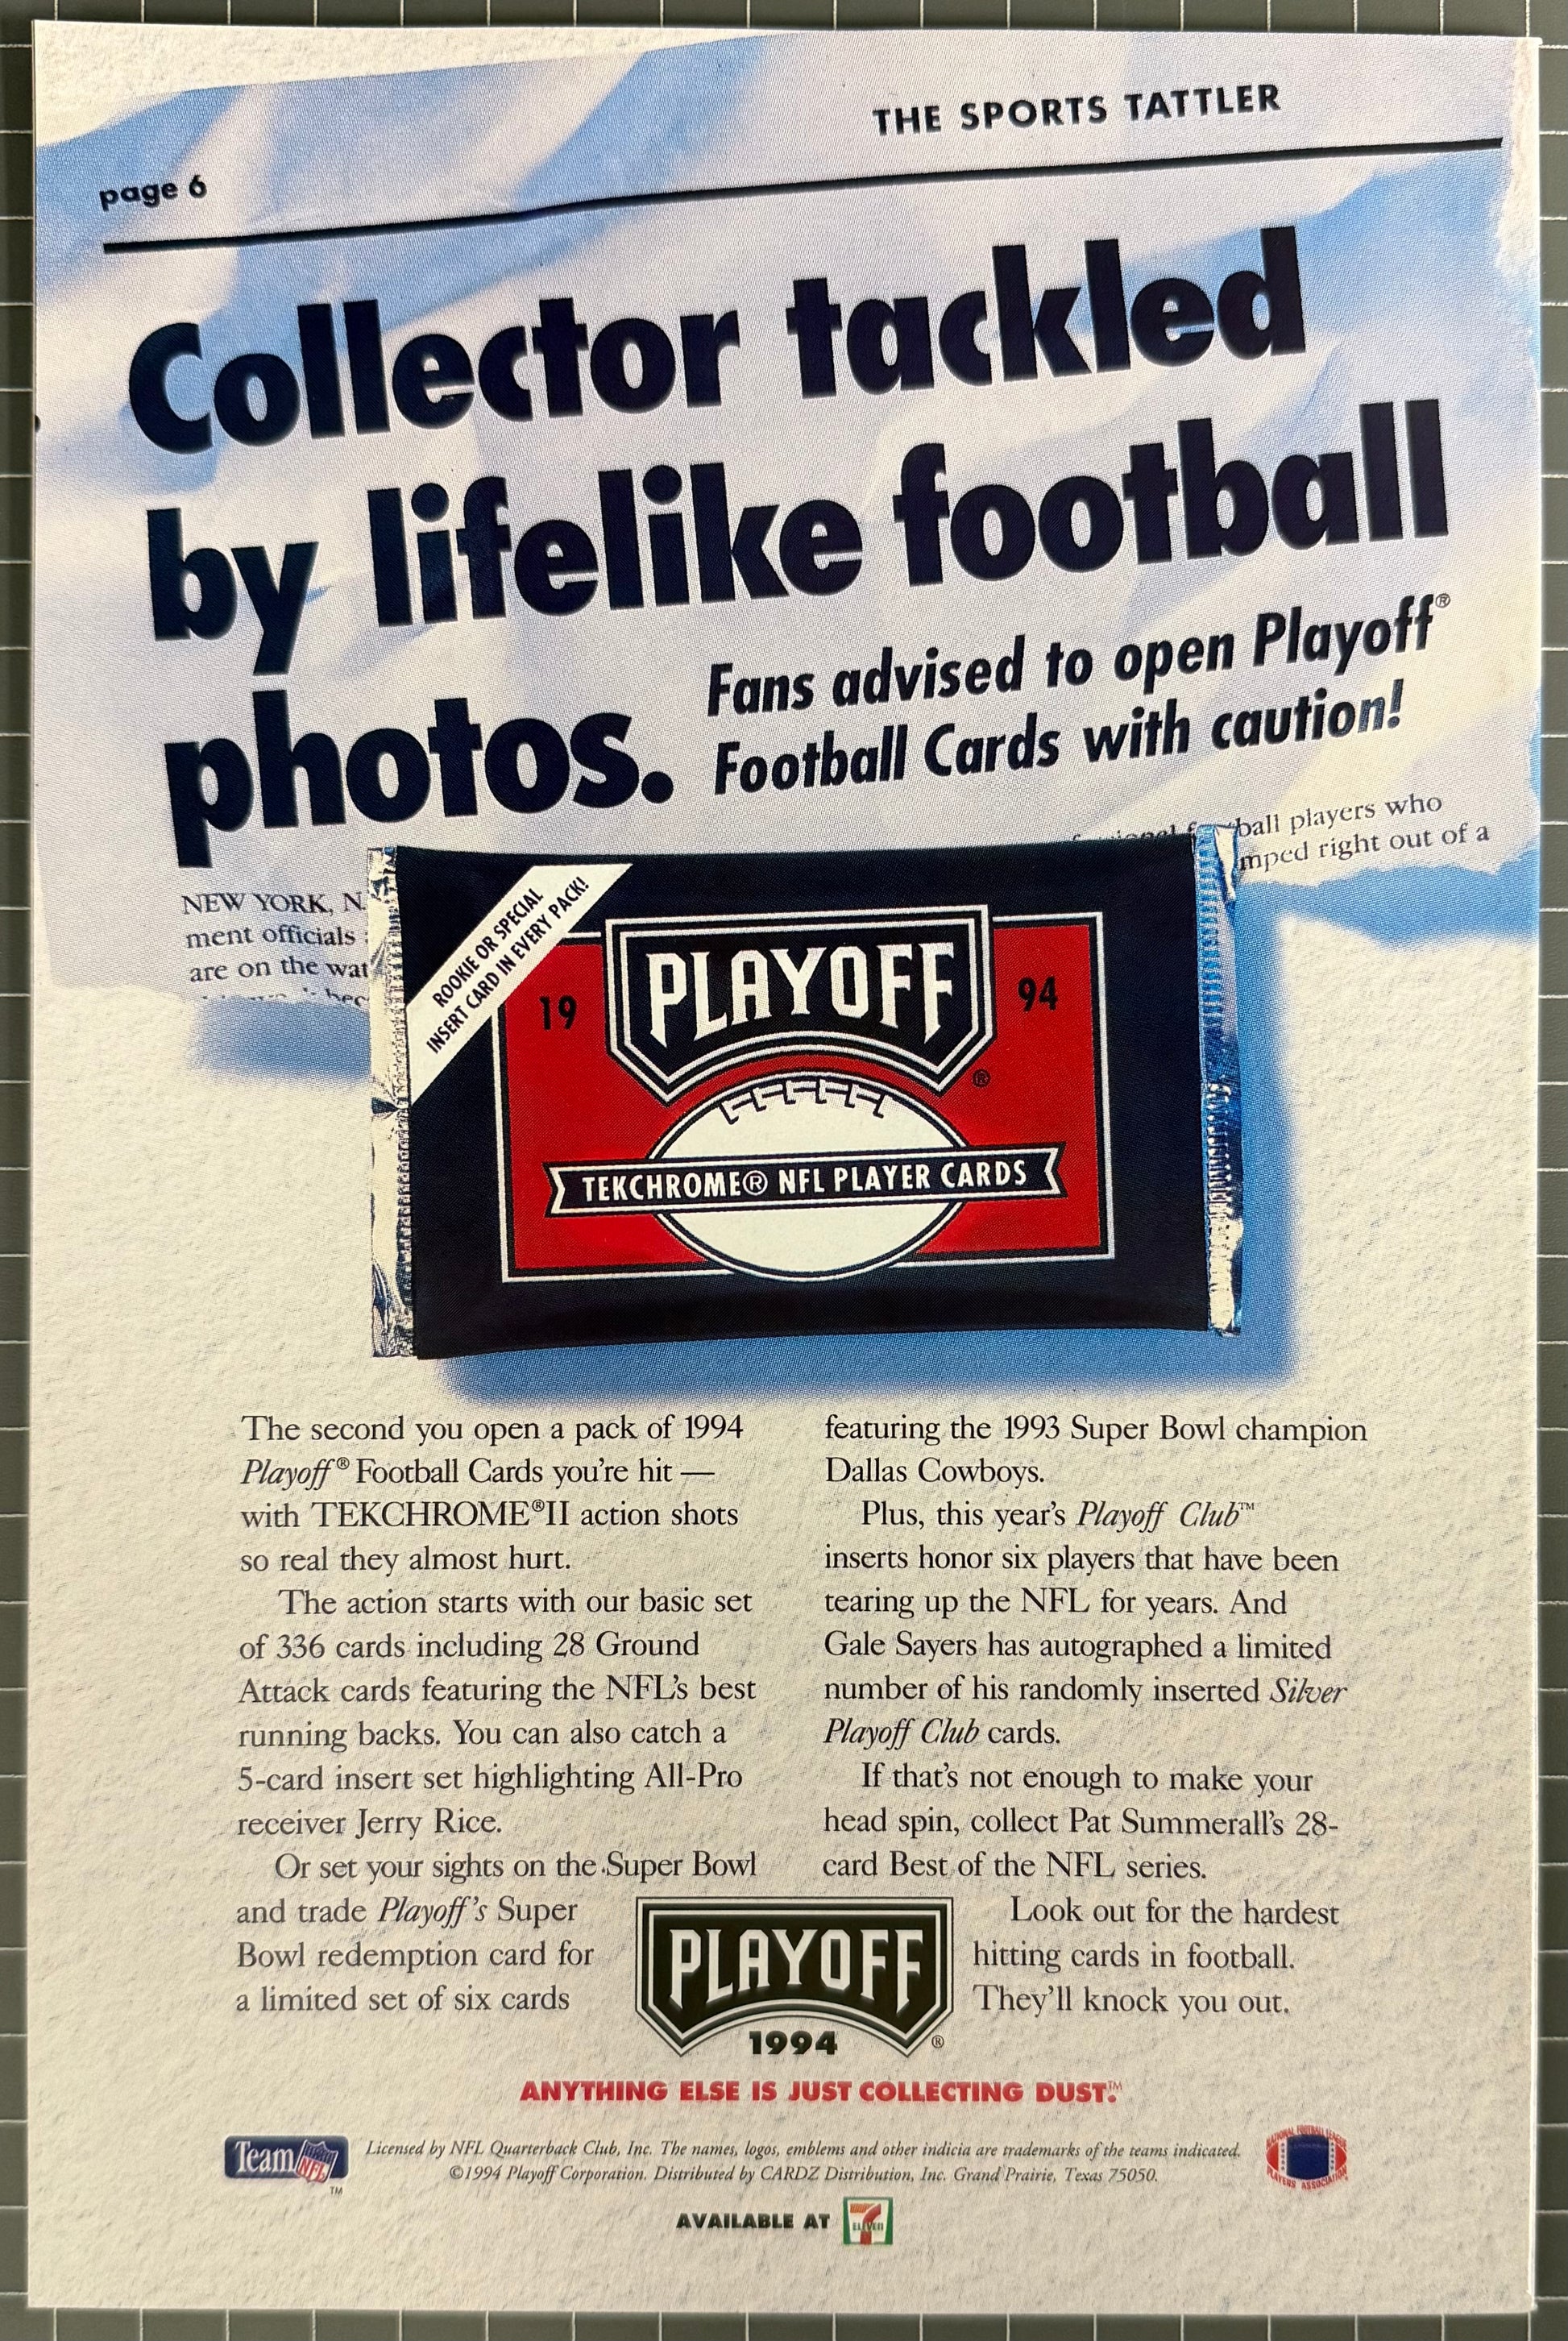 THE SPORTS TATTLER
page 6
Collector tackled
by lifelike football
photos.
Fans advised to open Playoff®
Football Cards with caution!
ball players who
mped right out of a
NEW YORK, N.
ment officials
are on the wat
ROOKIE OR SPECIAL
INSERT CARD IN EVERY PACK!
19 PLAYOFF® 94
TEKCHROME® NFL PLAYER CARDS
The second you open a pack of 1994
Playoff® Football Cards you're hit —
with TEKCHROME®II action shots
so real they almost hurt.
The action starts with our basic set
of 336 cards including 28 Ground
Attack cards featuring the NFL's best
running backs. You can also catch a
5-card insert set highlighting All-Pro
receiver Jerry Rice.
Or set your sights on the Super Bowl
and trade Playoff's Super
Bowl redemption card for
a limited set of six cards
featuring the 1993 Super Bowl champion
Dallas Cowboys.
Plus, this year's Playoff Club™
inserts honor six players that have been
tearing up the NFL for years. And
Gale Sayers has autographed a limited
number of his randomly inserted Silver
Playoff Club cards.
If that's not enough to make your
head spin, collect Pat Summerall's 28-
card Best of the NFL series.
Look out for the hardest
hitting cards in football.
They'll knock you out.
PLAYOFF
1994 ®
ANYTHING ELSE IS JUST COLLECTING DUST.™
Team NFL ™
Licensed by NFL Quarterback Club, Inc. The names, logos, emblems and other indicia are trademarks of the teams indicated.
©1994 Playoff Corporation. Distributed by CARDZ Distribution, Inc. Grand Prairie, Texas 75050.
NATIONAL FOOTBALL LEAGUE
PLAYERS ASSOCIATION
AVAILABLE AT 7 ELEVEN